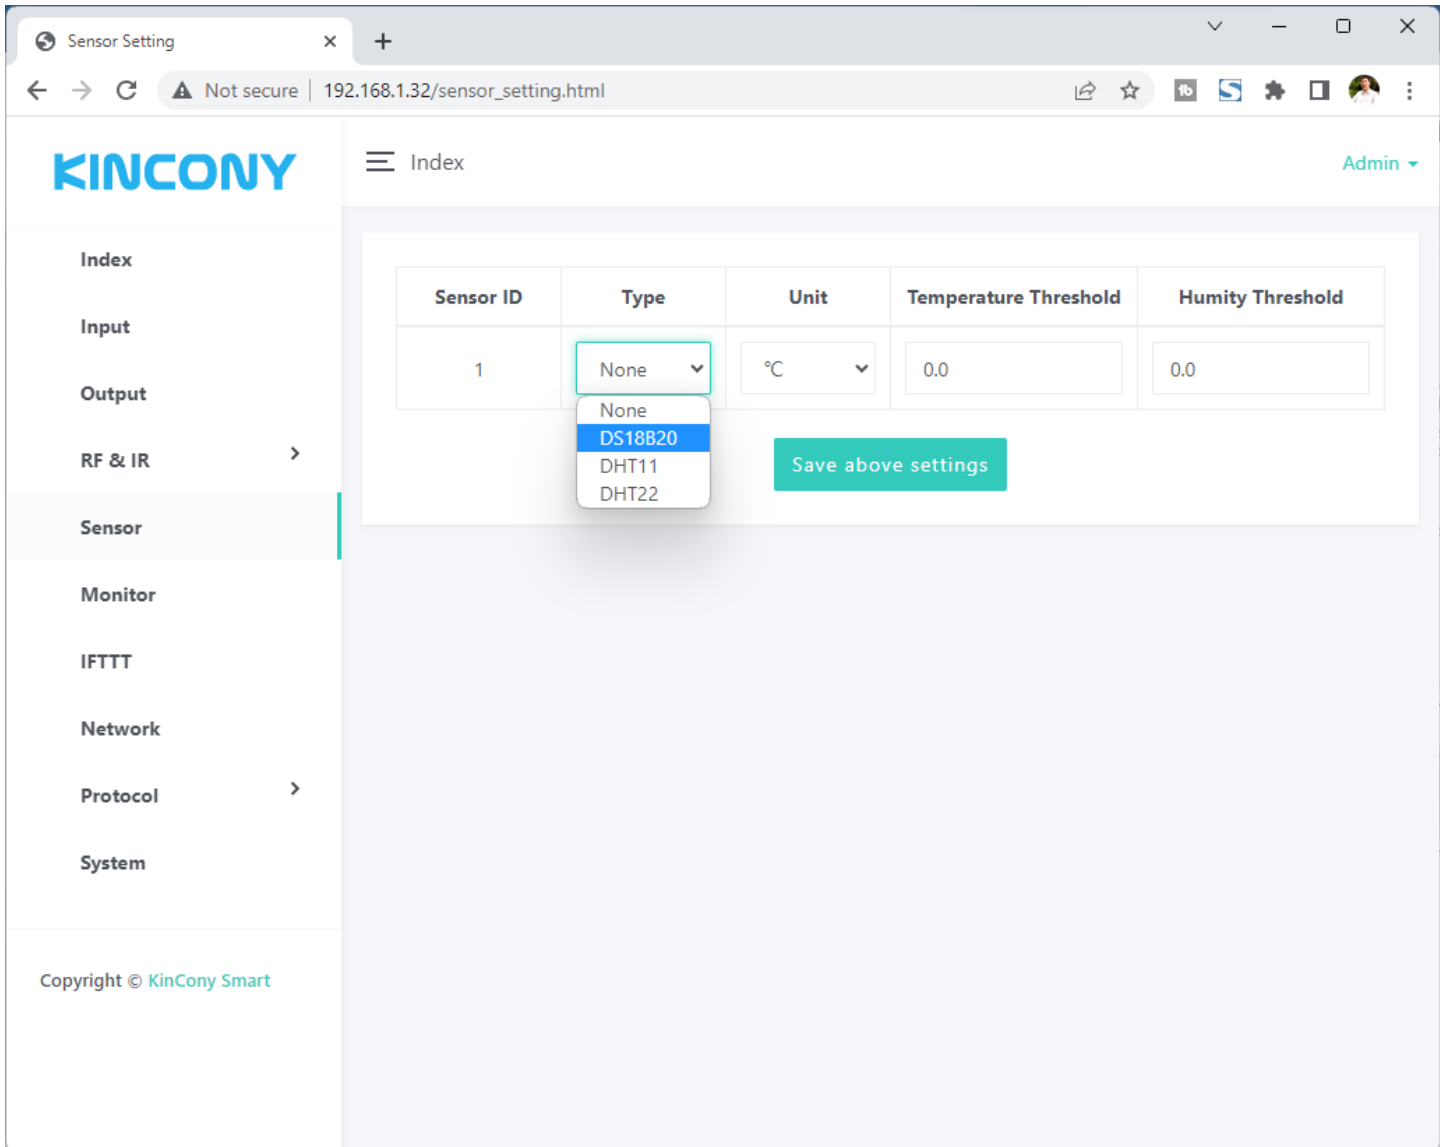 Sensor Setting
Not secure
192.168.1.32/sensor_setting.html
KINCONY
Index
Admin
Index
Input
Output
RF & IR
Sensor
Monitor
IFTTT
Network
Protocol
System
Copyright © KinCony Smart
Sensor ID Type Unit Temperature Threshold Humity Threshold
1 None °C 0.0 0.0
None
DS18B20
DHT11
DHT22
Save above settings